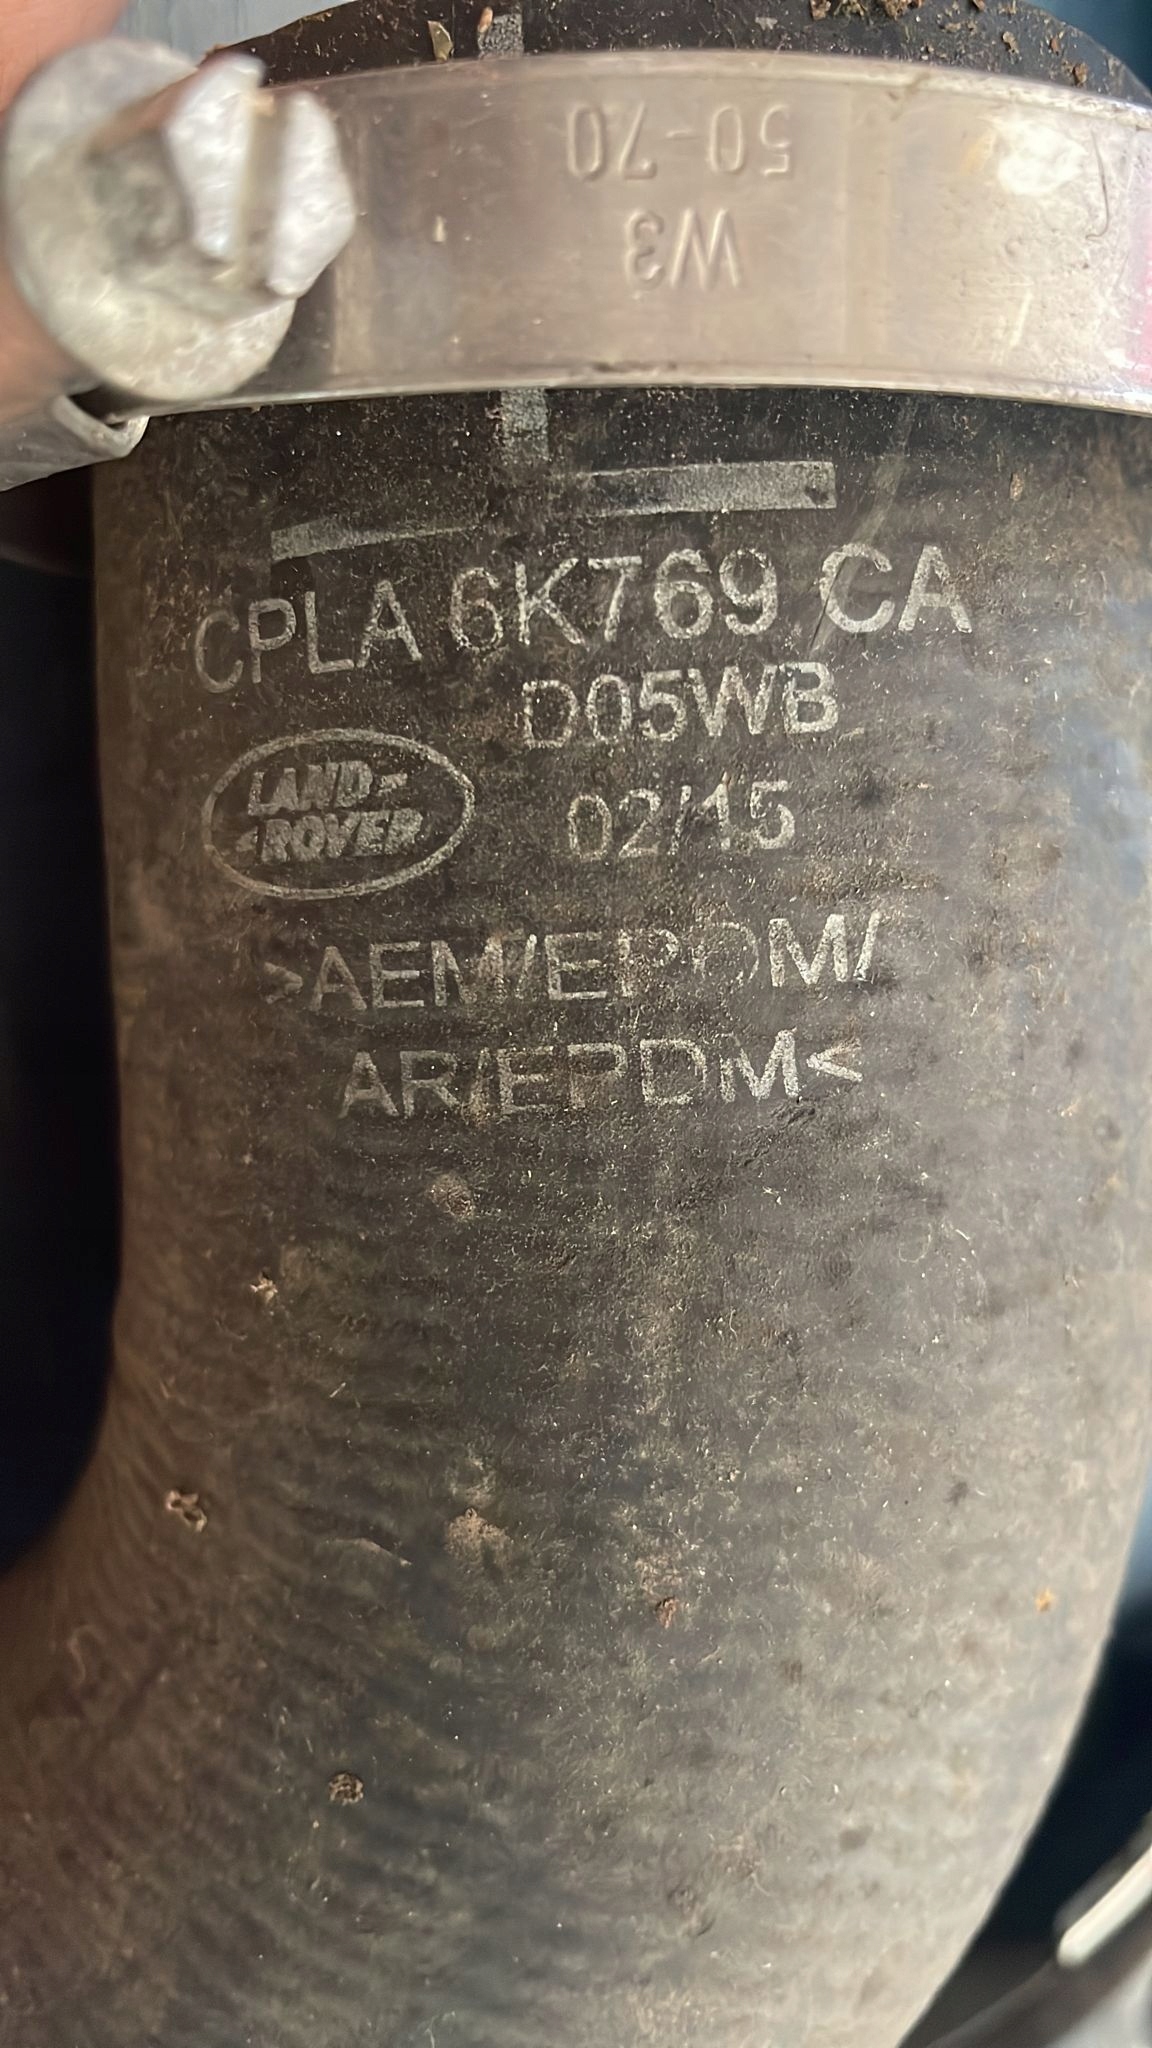 50-70
W3
CPLA 6K769 CA
D05WB
LAND-
ROVER
02/15
>AEM/EPDM/
AR/EPDM<